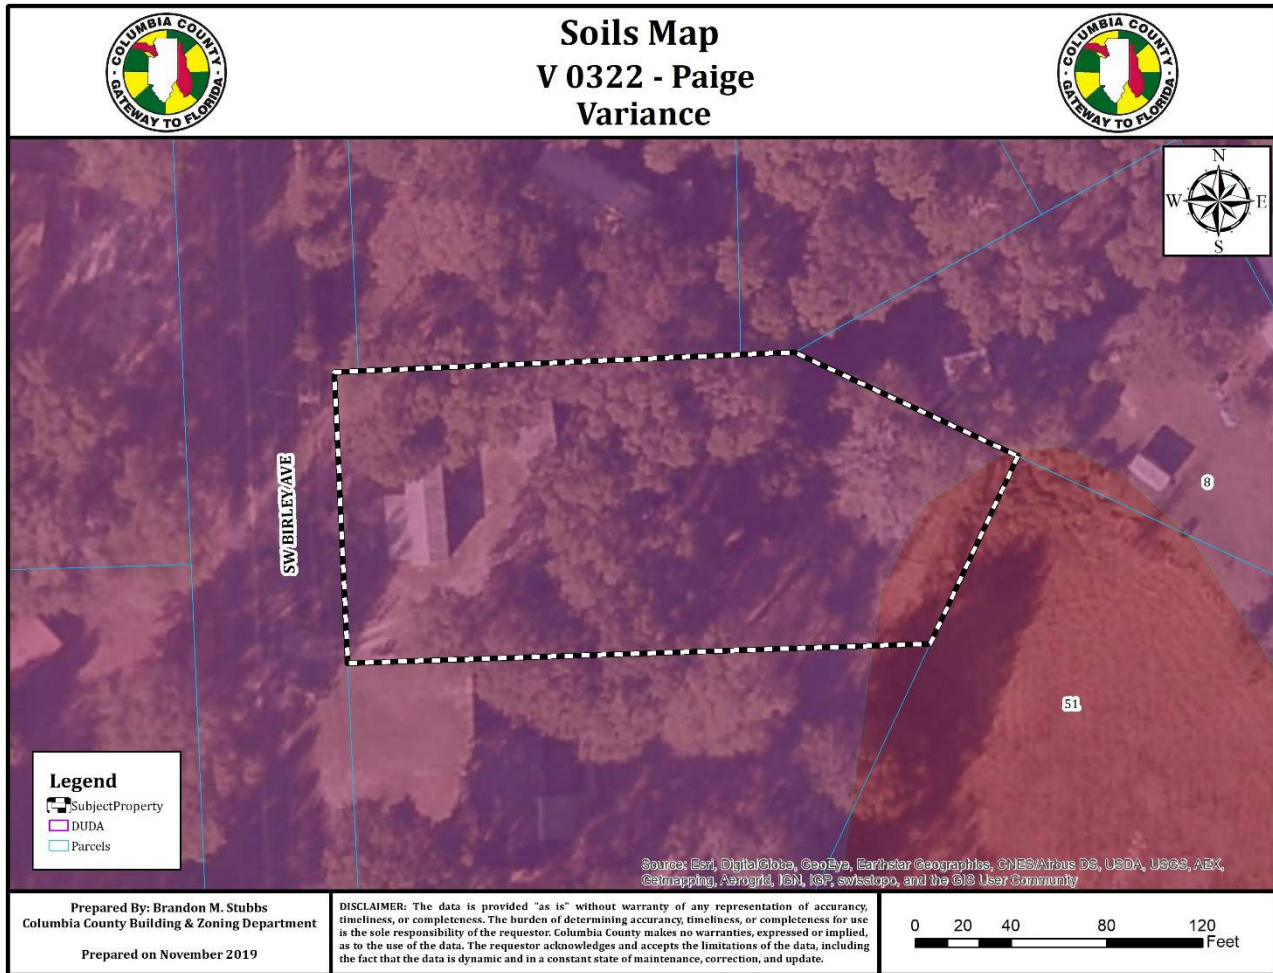 COLUMBIA COUNTY
GATEWAY TO FLORIDA
Soils Map
V 0322 - Paige
Variance
COLUMBIA COUNTY
GATEWAY TO FLORIDA
N
W E
S
SW BIRLEY AVE
8
51
Legend
SubjectProperty
DUDA
Parcels
Source: Esri, DigitalGlobe, GeoEye, Earthstar Geographics, CNES/Airbus DS, USDA, USGS, AEX,
Getmapping, Aerogrid, IGN, IGP, swisstopo, and the GIS User Community
Prepared By: Brandon M. Stubbs
Columbia County Building & Zoning Department
Prepared on November 2019
DISCLAIMER: The data is provided "as is" without warranty of any representation of accuracy,
timeliness, or completeness. The burden of determining accuracy, timeliness, or completeness for use
is the sole responsibility of the requestor. Columbia County makes no warranties, expressed or implied,
as to the use of the data. The requestor acknowledges and accepts the limitations of the data, including
the fact that the data is dynamic and in a constant state of maintenance, correction, and update.
0 20 40 80 120
Feet